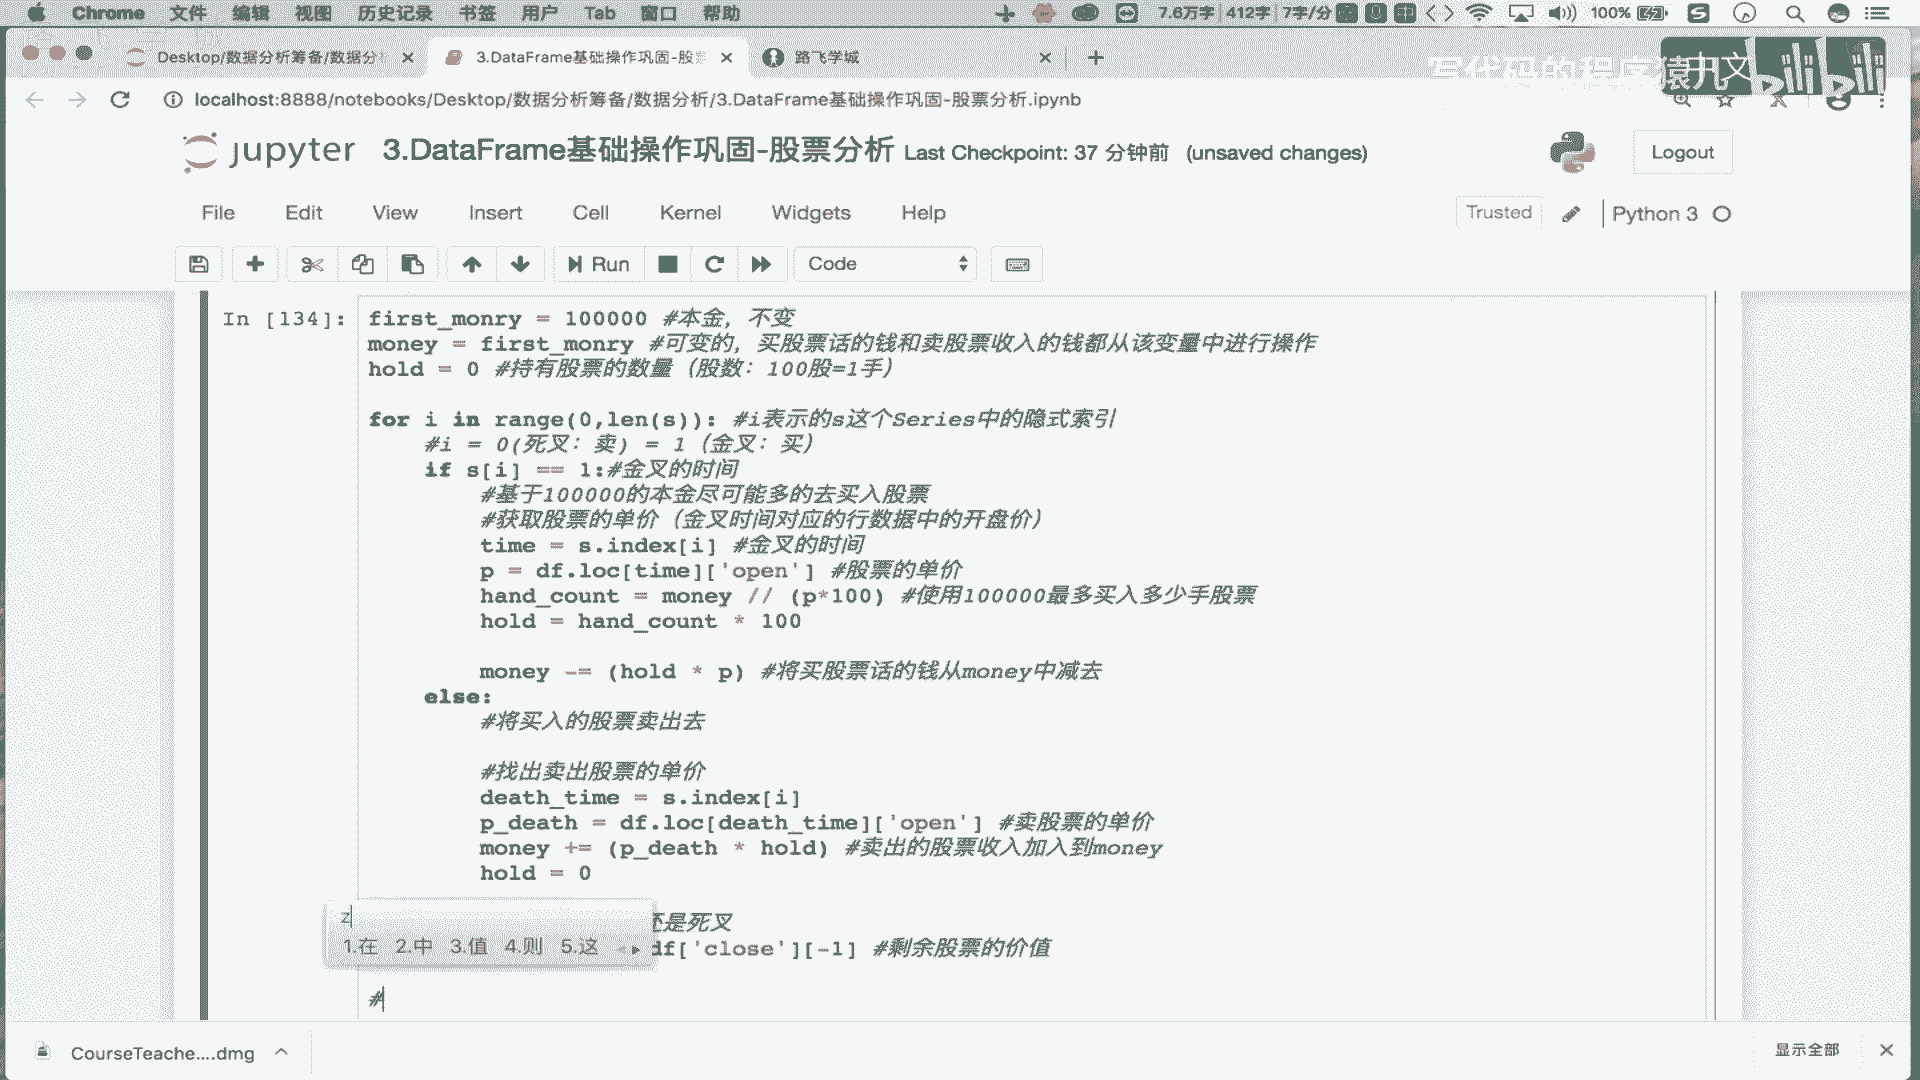 Chrome 文件 编辑 视图 历史记录 书签 用户 Tab 窗口 帮助 7.6万字 412字 7字/分 100%
Desktop/数据分析筹备/数据分 3.DataFrame基础操作巩固-股 路飞学城
写代码的程序猿九文 bilibili
localhost:8888/notebooks/Desktop/数据分析筹备/数据分析/3.DataFrame基础操作巩固-股票分析.ipynb
jupyter 3.DataFrame基础操作巩固-股票分析 Last Checkpoint: 37 分钟前 (unsaved changes) Logout
File Edit View Insert Cell Kernel Widgets Help Trusted Python 3
Run Code
In [134]: first_monry = 100000 #本金，不变
money = first_monry #可变的，买股票话的钱和卖股票收入的钱都从该变量中进行操作
hold = 0 #持有股票的数量（股数：100股=1手）
for i in range(0,len(s)): #i表示的s这个Series中的隐式索引
#i = 0(死叉：卖) = 1（金叉：买）
if s[i] == 1:#金叉的时间
#基于100000的本金尽可能多的去买入股票
#获取股票的单价（金叉时间对应的行数据中的开盘价）
time = s.index[i] #金叉的时间
p = df.loc[time]['open'] #股票的单价
hand_count = money // (p*100) #使用100000最多买入多少手股票
hold = hand_count * 100
money -= (hold * p) #将买股票话的钱从money中减去
else:
#将买入的股票卖出去
#找出卖出股票的单价
death_time = s.index[i]
p_death = df.loc[death_time]['open'] #卖股票的单价
money += (p_death * hold) #卖出的股票收入加入到money
hold = 0
z 还是死叉
1.在 2.中 3.值 4.则 5.这 df['close'][-1] #剩余股票的价值
#
CourseTeache....dmg 显示全部